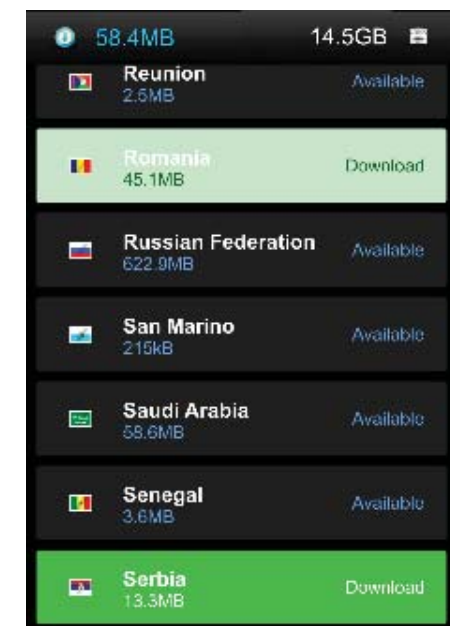 58.4MB 14.5GB
Reunion
2.5MB Available
Romania
45.1MB Download
Russian Federation
622.9MB Available
San Marino
215kB Available
Saudi Arabia
58.6MB Available
Senegal
3.6MB Available
Serbia
13.3MB Download